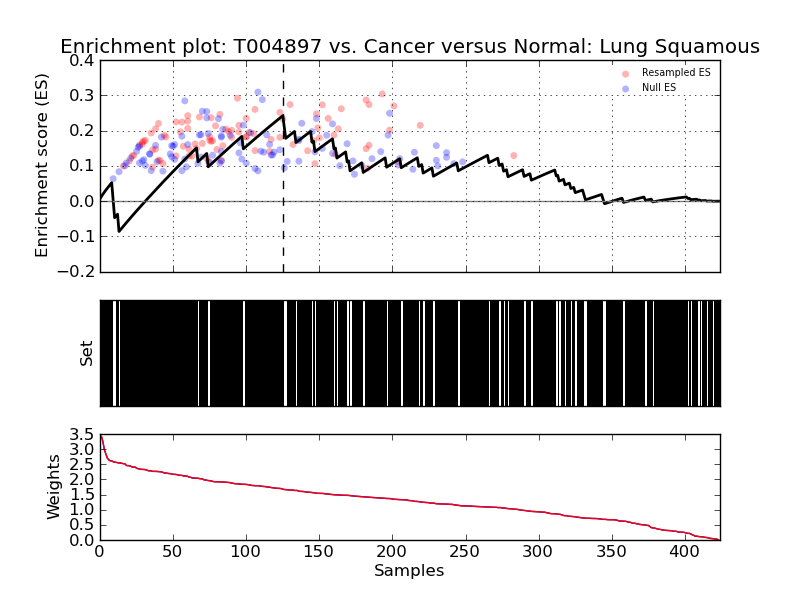 Enrichment plot: T004897 vs. Cancer versus Normal: Lung Squamous
Resampled ES
Null ES
Enrichment score (ES)
0.4
0.3
0.2
0.1
0.0
−0.1
−0.2
Set
Weights
3.5
3.0
2.5
2.0
1.5
1.0
0.5
0.0
0 50 100 150 200 250 300 350 400
Samples